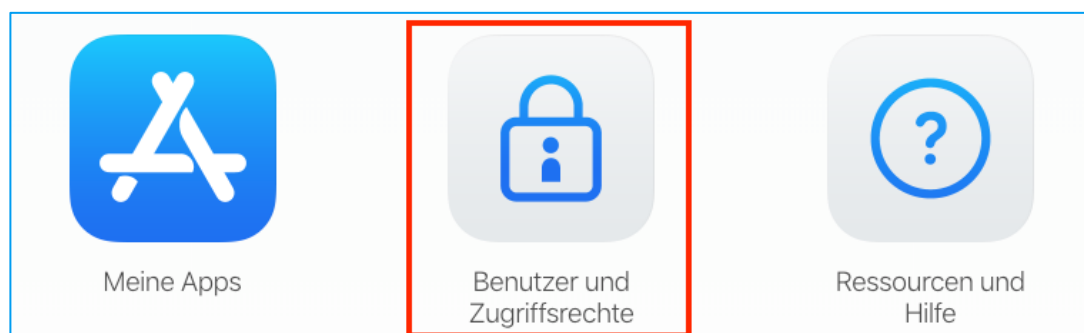 Meine Apps
Benutzer und
Zugriffsrechte
Ressourcen und
Hilfe